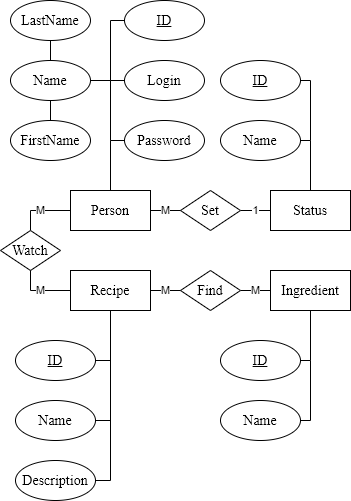 LastName
ID
Name
Login
ID
FirstName
Password
Name
Person
M
Set
1
Status
M
Watch
M
Recipe
M
Find
M
Ingredient
ID
ID
Name
Name
Description